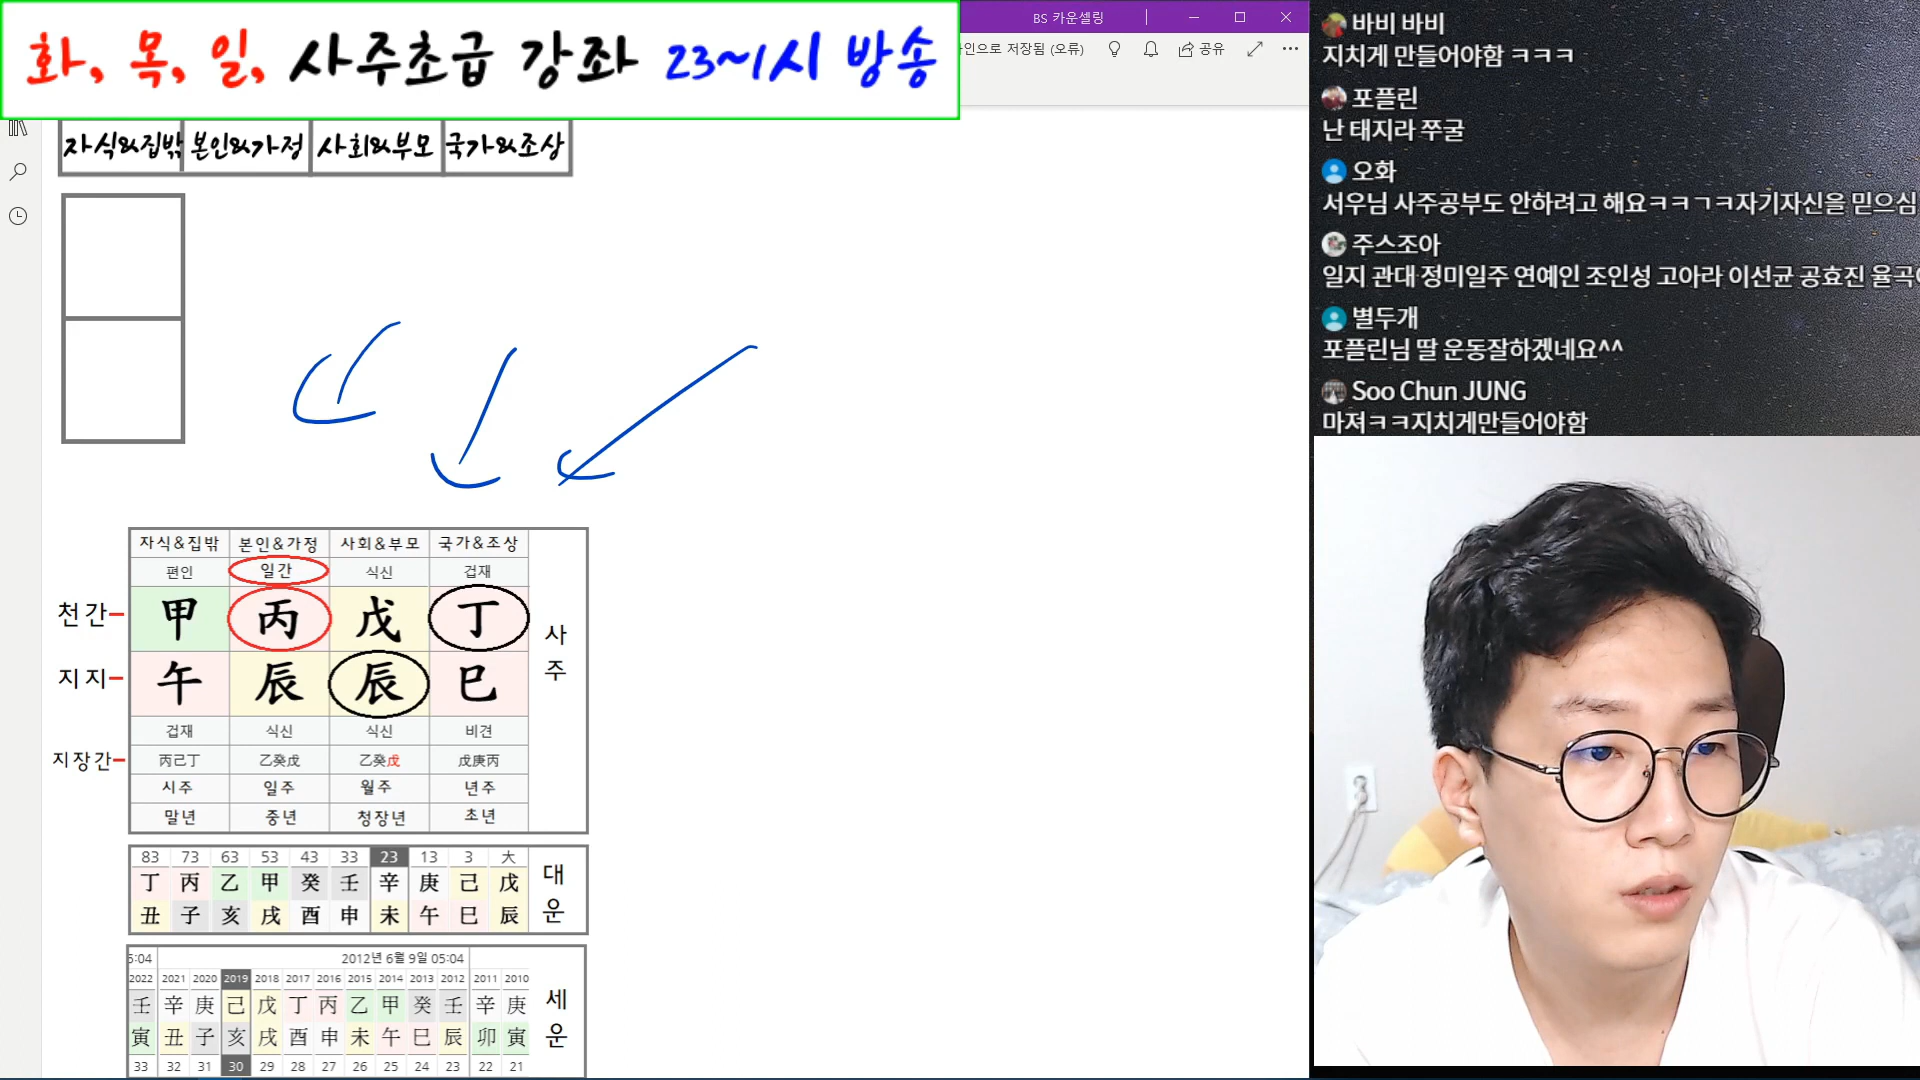 화, 목, 일, 사주초급 강좌 23~1시 방송
BS 카운셀링
인으로 저장됨 (오류)
공유
자식&집밖 본인&가정 사회&부모 국가&조상
자식&집밖 본인&가정 사회&부모 국가&조상
편인 일간 식신 겁재
천간 甲 丙 戊 丁
지지 午 辰 辰 巳
사주
겁재 식신 식신 비견
지장간 丙己丁 乙癸戊 乙癸戊 戊庚丙
시주 일주 월주 년주
말년 중년 청장년 초년
83 73 63 53 43 33 23 13 3 大
丁 丙 乙 甲 癸 壬 辛 庚 己 戊
丑 子 亥 戌 酉 申 未 午 巳 辰
대운
5:04 2012년 6월 9일 05:04
2022 2021 2020 2019 2018 2017 2016 2015 2014 2013 2012 2011 2010
壬 辛 庚 己 戊 丁 丙 乙 甲 癸 壬 辛 庚
寅 丑 子 亥 戌 酉 申 未 午 巳 辰 卯 寅
33 32 31 30 29 28 27 26 25 24 23 22 21
세운
바비 바비
지치게 만들어야함 ㅋㅋㅋ
포플린
난 태지라 쭈굴
오화
서우님 사주공부도 안하려고 해요ㅋㅋㄱㅋ자기자신을 믿으심
주스조아
일지 관대 정미일주 연예인 조인성 고아라 이선균 공효진 율곡
별두개
포플린님 딸 운동잘하겠네요^^
Soo Chun JUNG
마져ㅋㅋ지치게만들어야함